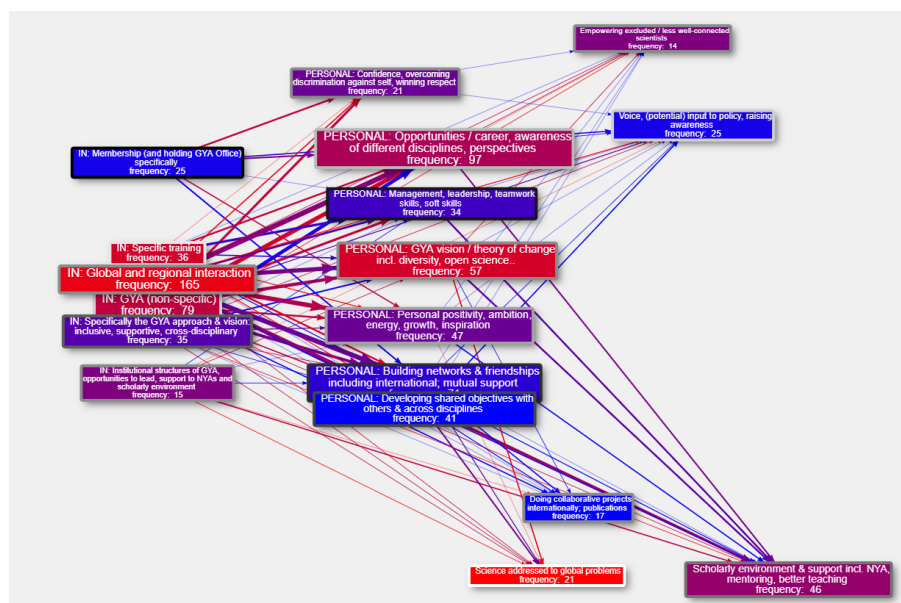 Empowering excluded / less well-connected
scientists
frequency: 14
PERSONAL: Confidence, overcoming
discrimination against self, winning respect
frequency: 21
Voice, (potential) input to policy, raising
awareness
frequency: 25
PERSONAL: Opportunities / career, awareness
of different disciplines, perspectives
frequency: 97
IN: Membership (and holding GYA Office)
specifically
frequency: 25
PERSONAL: Management, leadership, teamwork
skills, soft skills
frequency: 34
IN: Specific training
frequency: 36
PERSONAL: GYA vision / theory of change
incl. diversity, open science..
frequency: 57
IN: Global and regional interaction
frequency: 165
IN: GYA (non-specific)
frequency: 79
PERSONAL: Personal positivity, ambition,
energy, growth, inspiration
frequency: 47
IN: Specifically the GYA approach & vision:
inclusive, supportive, cross-disciplinary
frequency: 35
IN: Institutional structures of GYA,
opportunities to lead, support to NYAs and
scholarly environment
frequency: 15
PERSONAL: Building networks & friendships
including international; mutual support
PERSONAL: Developing shared objectives with
others & across disciplines
frequency: 41
Doing collaborative projects
internationally; publications
frequency: 17
Science addressed to global problems
frequency: 21
Scholarly environment & support incl. NYA,
mentoring, better teaching
frequency: 46